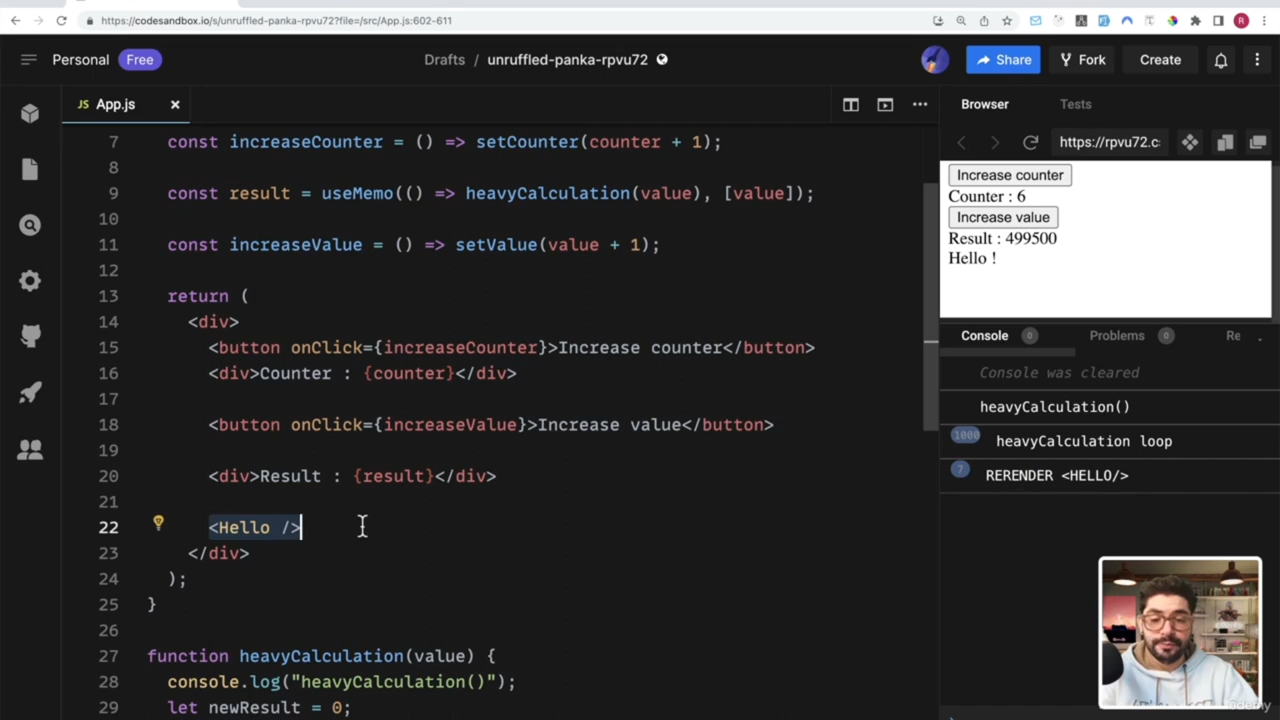 https://codesandbox.io/s/unruffled-panka-rpvu72?file=/src/App.js:602-611
R
Personal Free
Drafts / unruffled-panka-rpvu72
Share
Fork
Create
JS App.js
Browser
Tests
7 const increaseCounter = () => setCounter(counter + 1);
8
9 const result = useMemo(() => heavyCalculation(value), [value]);
10
11 const increaseValue = () => setValue(value + 1);
12
13 return (
14 <div>
15 <button onClick={increaseCounter}>Increase counter</button>
16 <div>Counter : {counter}</div>
17
18 <button onClick={increaseValue}>Increase value</button>
19
20 <div>Result : {result}</div>
21
22 <Hello />
23 </div>
24 );
25 }
26
27 function heavyCalculation(value) {
28 console.log("heavyCalculation()");
29 let newResult = 0;
https://rpvu72.c
Increase counter
Counter : 6
Increase value
Result : 499500
Hello !
Console 0
Problems 0
Re
Console was cleared
heavyCalculation()
1000 heavyCalculation loop
7 RERENDER <HELLO/>
ûdemy